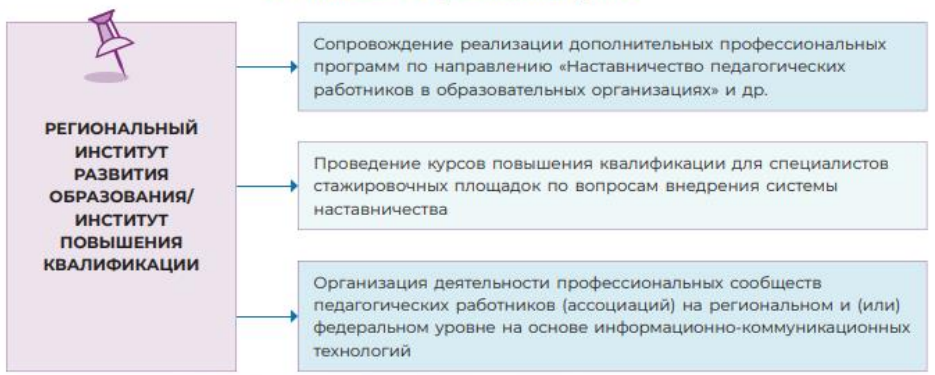 РЕГИОНАЛЬНЫЙ
ИНСТИТУТ
РАЗВИТИЯ
ОБРАЗОВАНИЯ/
ИНСТИТУТ
ПОВЫШЕНИЯ
КВАЛИФИКАЦИИ
Сопровождение реализации дополнительных профессиональных
программ по направлению «Наставничество педагогических
работников в образовательных организациях» и др.
Проведение курсов повышения квалификации для специалистов
стажировочных площадок по вопросам внедрения системы
наставничества
Организация деятельности профессиональных сообществ
педагогических работников (ассоциаций) на региональном и (или)
федеральном уровне на основе информационно-коммуникационных
технологий